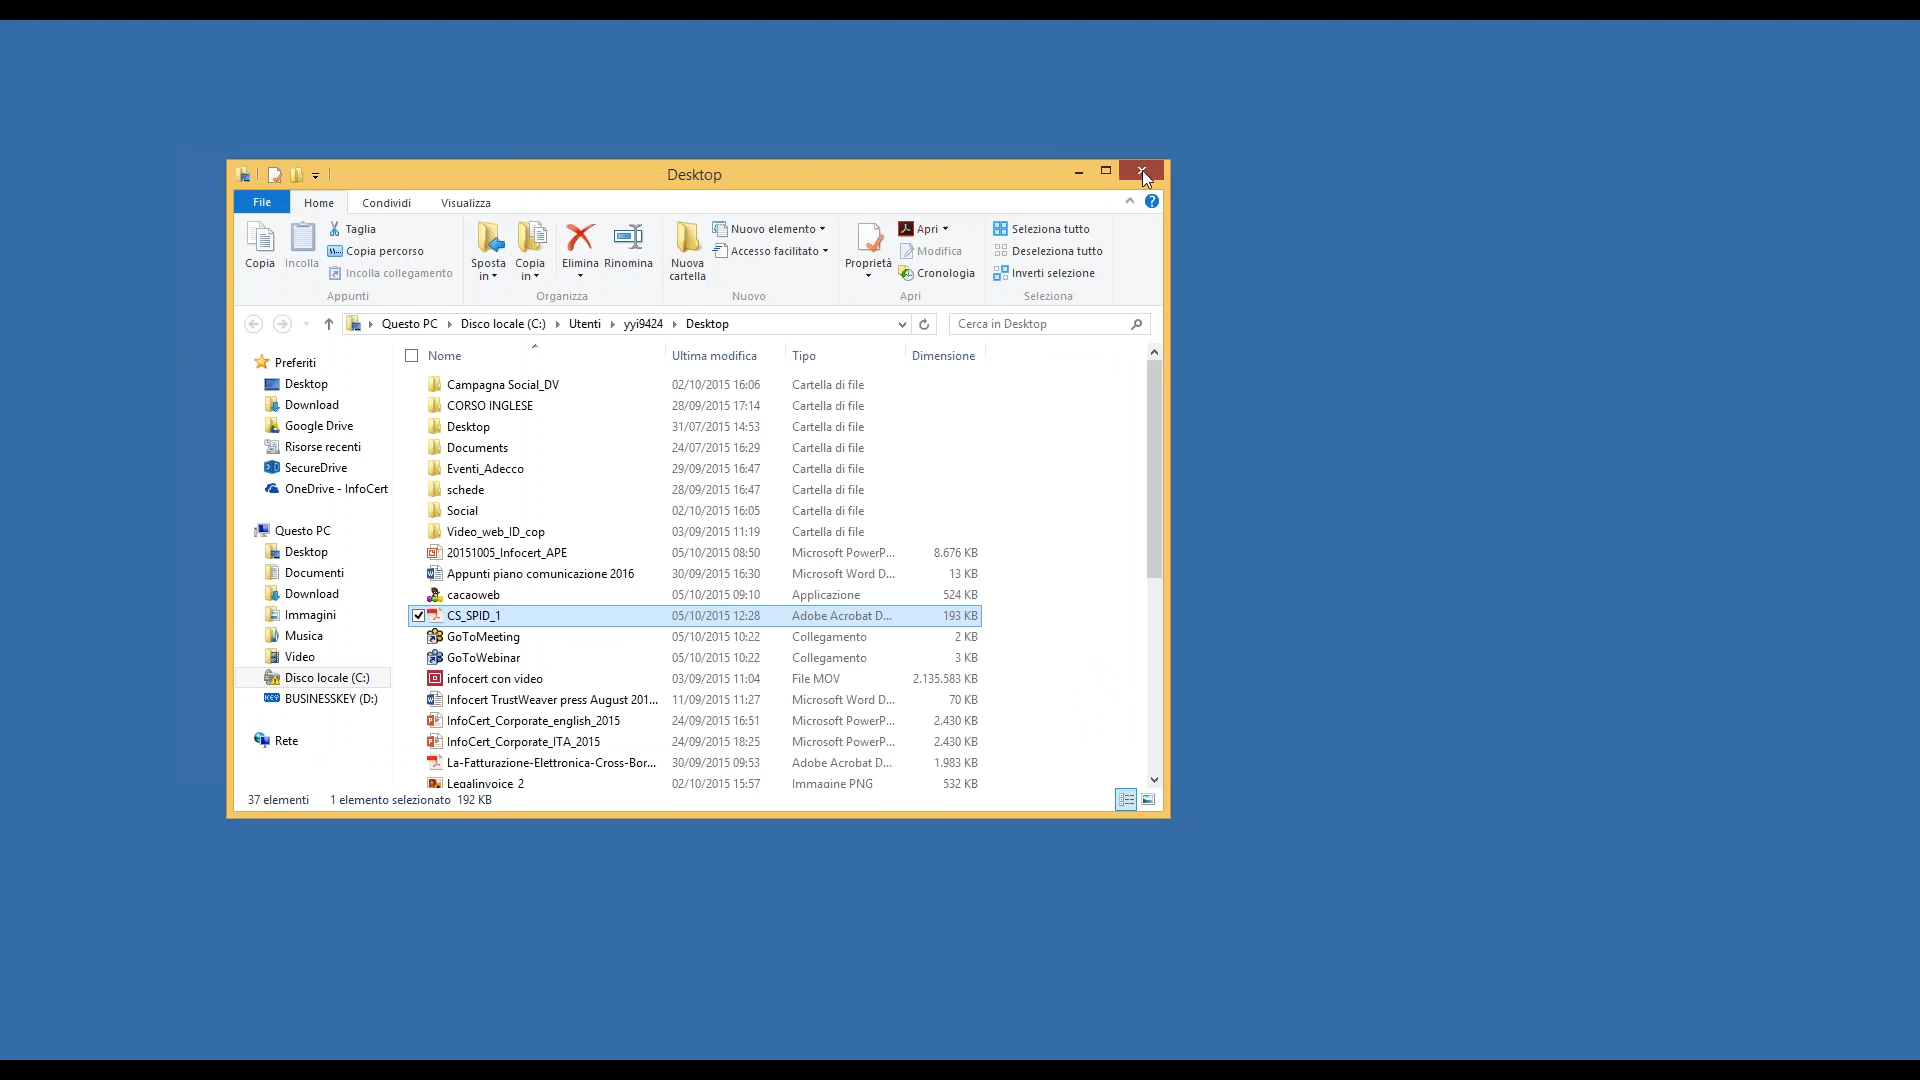 Desktop
File Home Condividi Visualizza
Copia
Incolla
Taglia
Copia percorso
Incolla collegamento
Appunti
Sposta in
Copia in
Elimina
Rinomina
Organizza
Nuova cartella
Nuovo elemento
Accesso facilitato
Nuovo
Proprietà
Apri
Modifica
Cronologia
Apri
Seleziona tutto
Deseleziona tutto
Inverti selezione
Seleziona
Questo PC Disco locale (C:) Utenti yyi9424 Desktop
Cerca in Desktop
Preferiti
Desktop
Download
Google Drive
Risorse recenti
SecureDrive
OneDrive - InfoCert
Questo PC
Desktop
Documenti
Download
Immagini
Musica
Video
Disco locale (C:)
BUSINESSKEY (D:)
Rete
Nome Ultima modifica Tipo Dimensione
Campagna Social_DV 02/10/2015 16:06 Cartella di file
CORSO INGLESE 28/09/2015 17:14 Cartella di file
Desktop 31/07/2015 14:53 Cartella di file
Documents 24/07/2015 16:29 Cartella di file
Eventi_Adecco 29/09/2015 16:47 Cartella di file
schede 28/09/2015 16:47 Cartella di file
Social 02/10/2015 16:05 Cartella di file
Video_web_ID_cop 03/09/2015 11:19 Cartella di file
20151005_Infocert_APE 05/10/2015 08:50 Microsoft PowerP... 8.676 KB
Appunti piano comunicazione 2016 30/09/2015 16:30 Microsoft Word D... 13 KB
cacaoweb 05/10/2015 09:10 Applicazione 524 KB
CS_SPID_1 05/10/2015 12:28 Adobe Acrobat D... 193 KB
GoToMeeting 05/10/2015 10:22 Collegamento 2 KB
GoToWebinar 05/10/2015 10:22 Collegamento 3 KB
infocert con video 03/09/2015 11:04 File MOV 2.135.583 KB
Infocert TrustWeaver press August 201... 11/09/2015 11:27 Microsoft Word D... 70 KB
InfoCert_Corporate_english_2015 24/09/2015 16:51 Microsoft PowerP... 2.430 KB
InfoCert_Corporate_ITA_2015 24/09/2015 18:25 Microsoft PowerP... 2.430 KB
La-Fatturazione-Elettronica-Cross-Bor... 30/09/2015 09:53 Adobe Acrobat D... 1.983 KB
Legalinvoice_2 02/10/2015 15:57 Immagine PNG 532 KB
37 elementi 1 elemento selezionato 192 KB